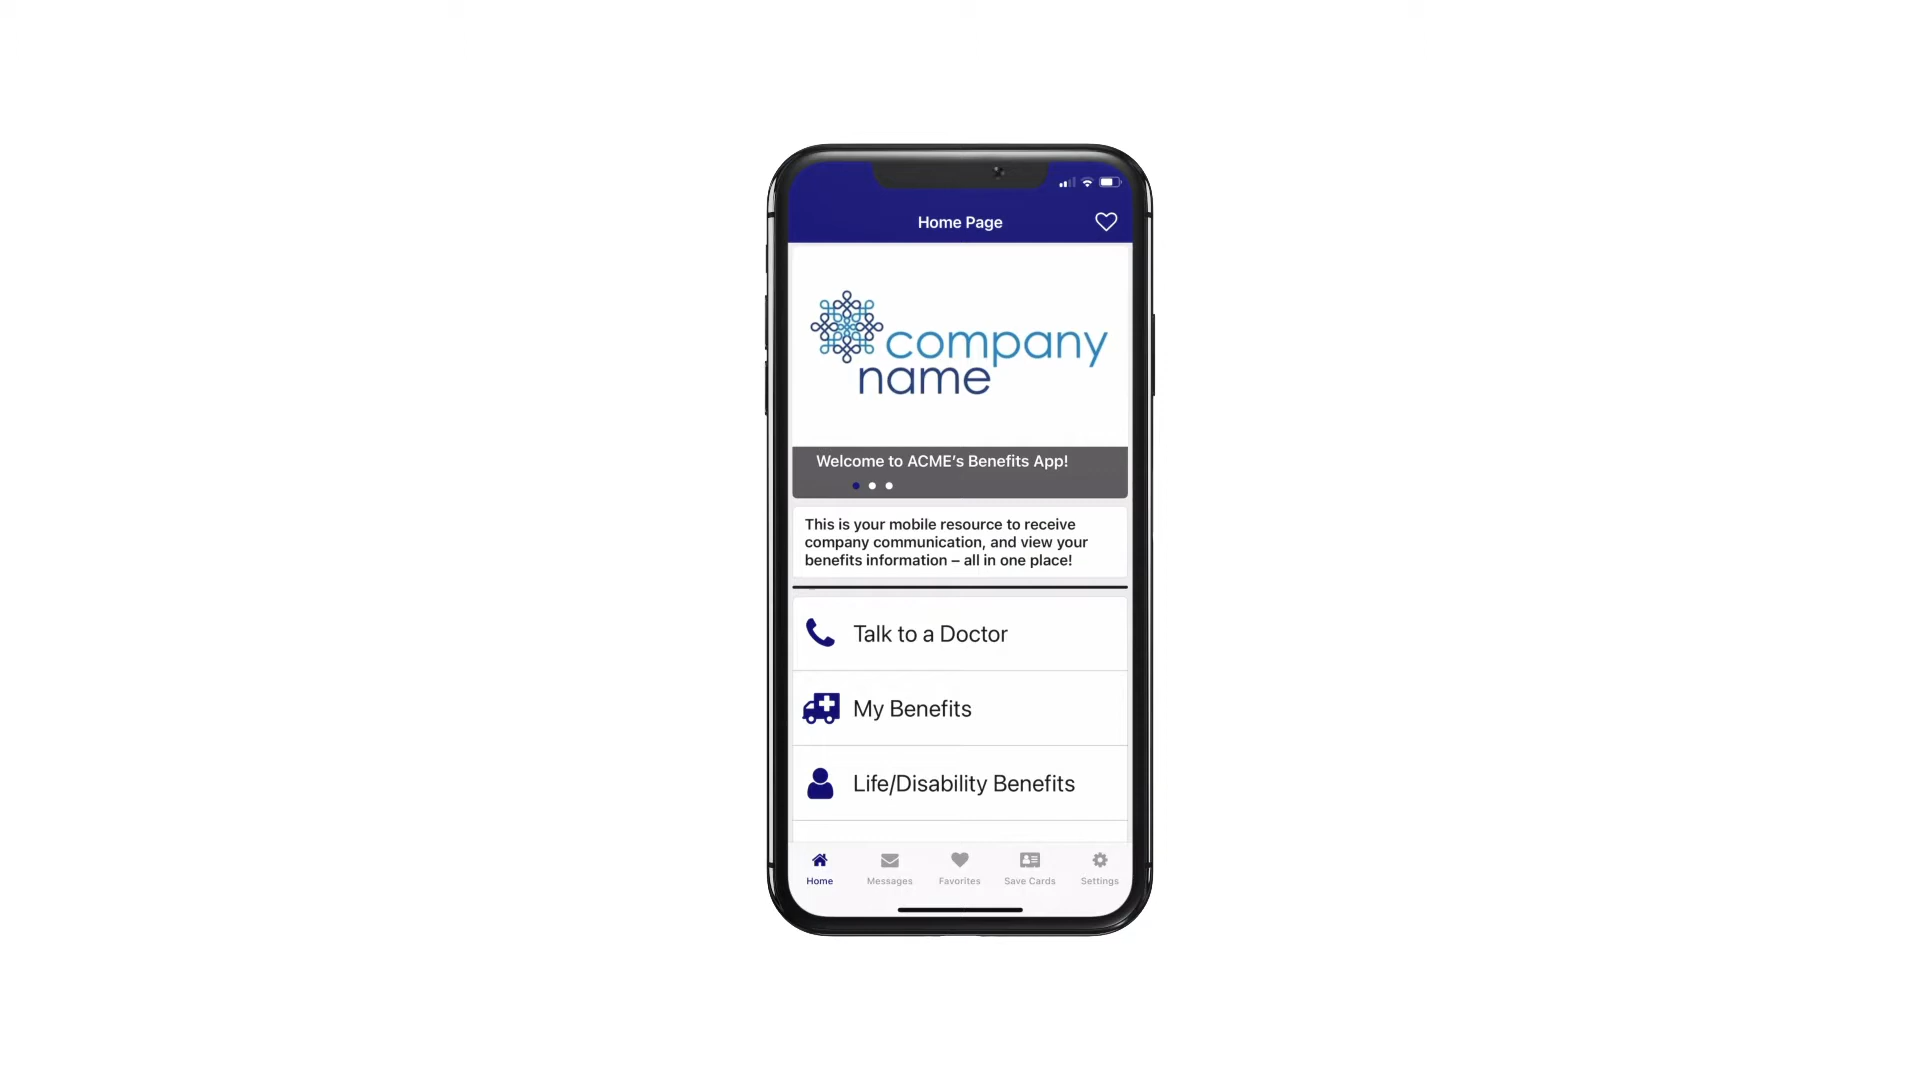 Home Page
company
name
Welcome to ACME's Benefits App!
This is your mobile resource to receive
company communication, and view your
benefits information – all in one place!
Talk to a Doctor
My Benefits
Life/Disability Benefits
Home
Messages
Favorites
Save Cards
Settings